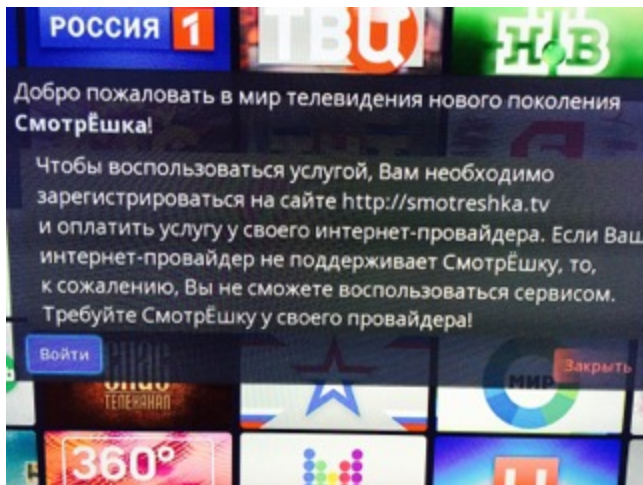 РОССИЯ 1
ТВЦ
Добро пожаловать в мир телевидения нового поколения
СмотрЁшка!
Чтобы воспользоваться услугой, Вам необходимо
зарегистрироваться на сайте http://smotreshka.tv
и оплатить услугу у своего интернет-провайдера. Если Ваш
интернет-провайдер не поддерживает СмотрЁшку, то,
к сожалению, Вы не сможете воспользоваться сервисом.
Требуйте СмотрЁшку у своего провайдера!
Войти
Закрыть
СПАС
ТЕЛЕКАНАЛ
МИР
360°